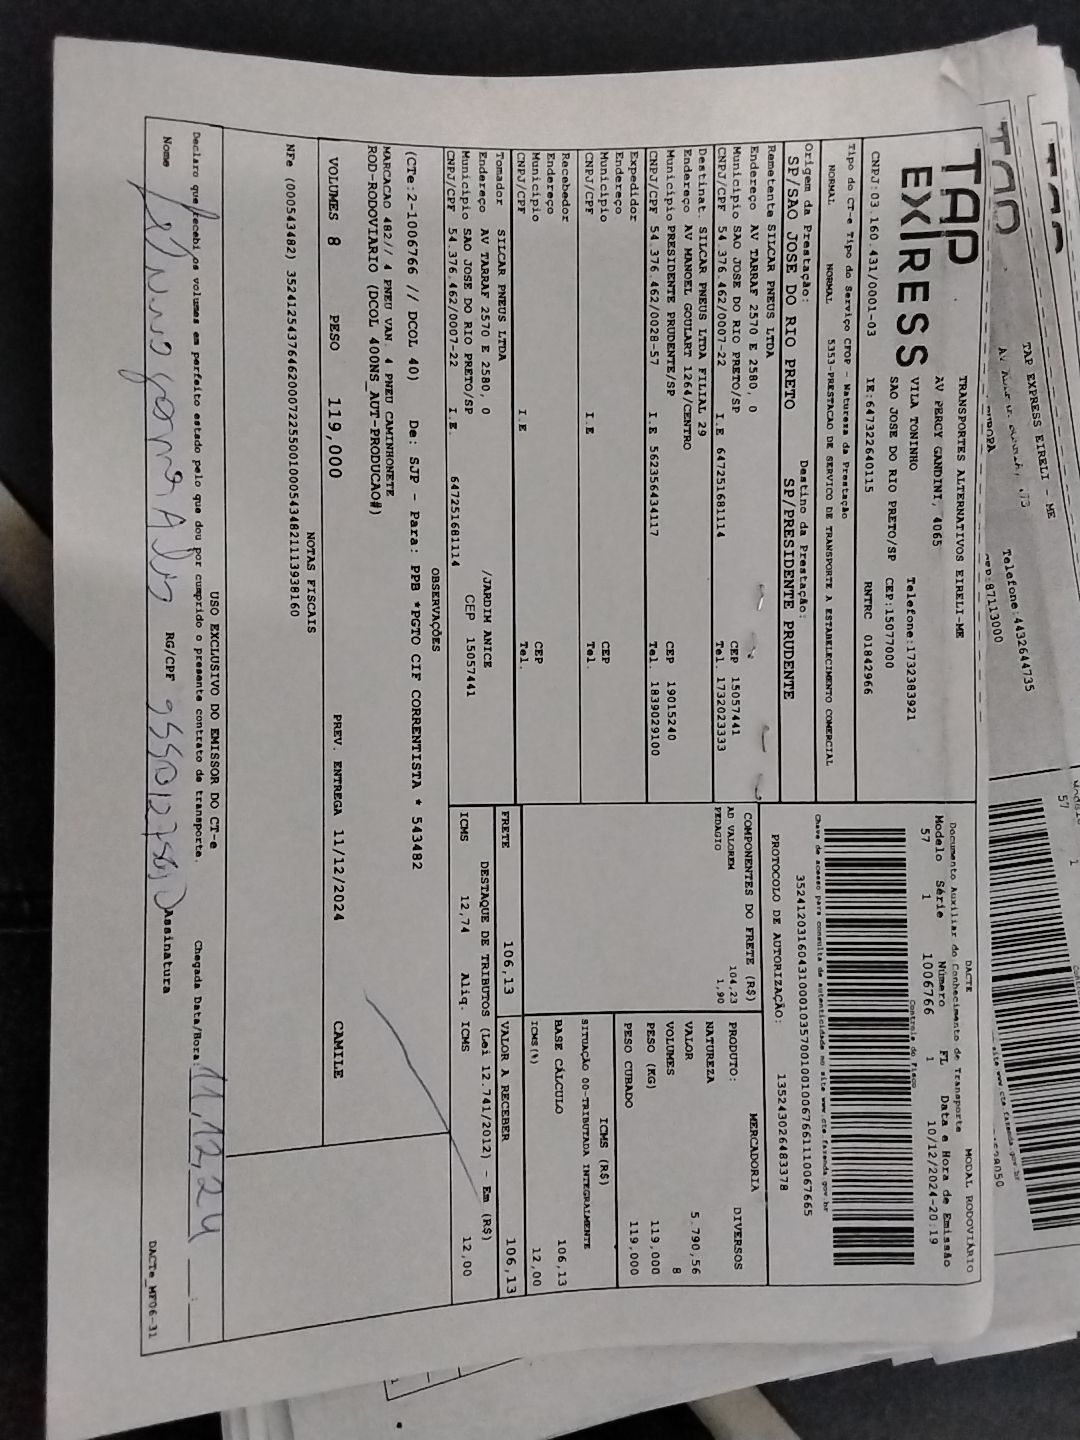 TAP EXPRESS EIRELI - ME
Telefone:4432644735
CEP:87113000
TAP
EXPRESS
TRANSPORTES ALTERNATIVOS EIRELI-ME
AV PERCY GANDINI, 4065
VILA TONINHO
SAO JOSE DO RIO PRETO/SP
Telefone:1732383921
CEP:15077000
CNPJ:03.160.431/0001-03
IE:647322640115
RNTRC 01842966
DACTE
MODAL RODOVIÁRIO
Documento Auxiliar do Conhecimento de Transporte
Modelo Série Número FL Data e Hora de Emissão
57 1 1006766 1 10/12/2024-20:19
Controle do Fisco
Chave de acesso para consulta de autenticidade no site www.cte.fazenda.gov.br
35241203160431000103570010010067661110067665
PROTOCOLO DE AUTORIZAÇÃO: 135243026483378
Tipo do CT-e Tipo do Serviço CFOP - Natureza da Prestação
NORMAL NORMAL 5353-PRESTACAO DE SERVICO DE TRANSPORTE A ESTABELECIMENTO COMERCIAL
Origem da Prestação: Destino da Prestação:
SP/SAO JOSE DO RIO PRETO SP/PRESIDENTE PRUDENTE
Remetente SILCAR PNEUS LTDA
Endereço AV TARRAF 2570 E 2580, 0
Município SAO JOSE DO RIO PRETO/SP CEP 15057441
CNPJ/CPF 54.376.462/0007-22 I.E 647251681114 Tel. 1732023333
Destinat. SILCAR PNEUS LTDA FILIAL 29
Endereço AV MANOEL GOULART 1264/CENTRO
Município PRESIDENTE PRUDENTE/SP CEP 19015240
CNPJ/CPF 54.376.462/0028-57 I.E 562356434117 Tel. 1839029100
Expedidor
Endereço
Município CEP
CNPJ/CPF I.E Tel.
Recebedor
Endereço
Município CEP
CNPJ/CPF I.E Tel.
Tomador SILCAR PNEUS LTDA
Endereço AV TARRAF 2570 E 2580, 0 /JARDIM ANICE
Município SAO JOSE DO RIO PRETO/SP CEP 15057441
CNPJ/CPF 54.376.462/0007-22 I.E. 647251681114
COMPONENTES DO FRETE (R$)
AD VALOREM 104,23
PEDAGIO 1,90
FRETE 106,13
MERCADORIA
PRODUTO: DIVERSOS
NATUREZA
VALOR 5.790,56
VOLUMES 8
PESO (KG) 119,000
PESO CUBADO 119,000
ICMS (R$)
SITUAÇÃO 00-TRIBUTADA INTEGRALMENTE
BASE CÁLCULO 106,13
ICMS(%) 12,00
VALOR A RECEBER 106,13
DESTAQUE DE TRIBUTOS (Lei 12.741/2012) - Em (R$)
ICMS 12,74 Aliq. ICMS 12,00
OBSERVAÇÕES
(CTe:2-1006766 // DCOL 40) De: SJP - Para: PPB *PGTO CIF CORRENTISTA * 543482
MARCACAO 482// 4 PNEU VAN. 4 PNEU CAMINHONETE
ROD-RODOVIARIO (DCOL 400NS_AUT-PRODUCAO#)
VOLUMES 8 PESO 119,000 PREV. ENTREGA 11/12/2024 CAMILE
NOTAS FISCAIS
NFe (000543482) 35241254376462000722550010005434821113938160
USO EXCLUSIVO DO EMISSOR DO CT-e
Declaro que recebi os volumes em perfeito estado pelo que dou por cumprido o presente contrato de transporte. Chegada Data/Hora: 11,12,24 __:__
Nome RG/CPF Assinatura
DACTe_MF06-31